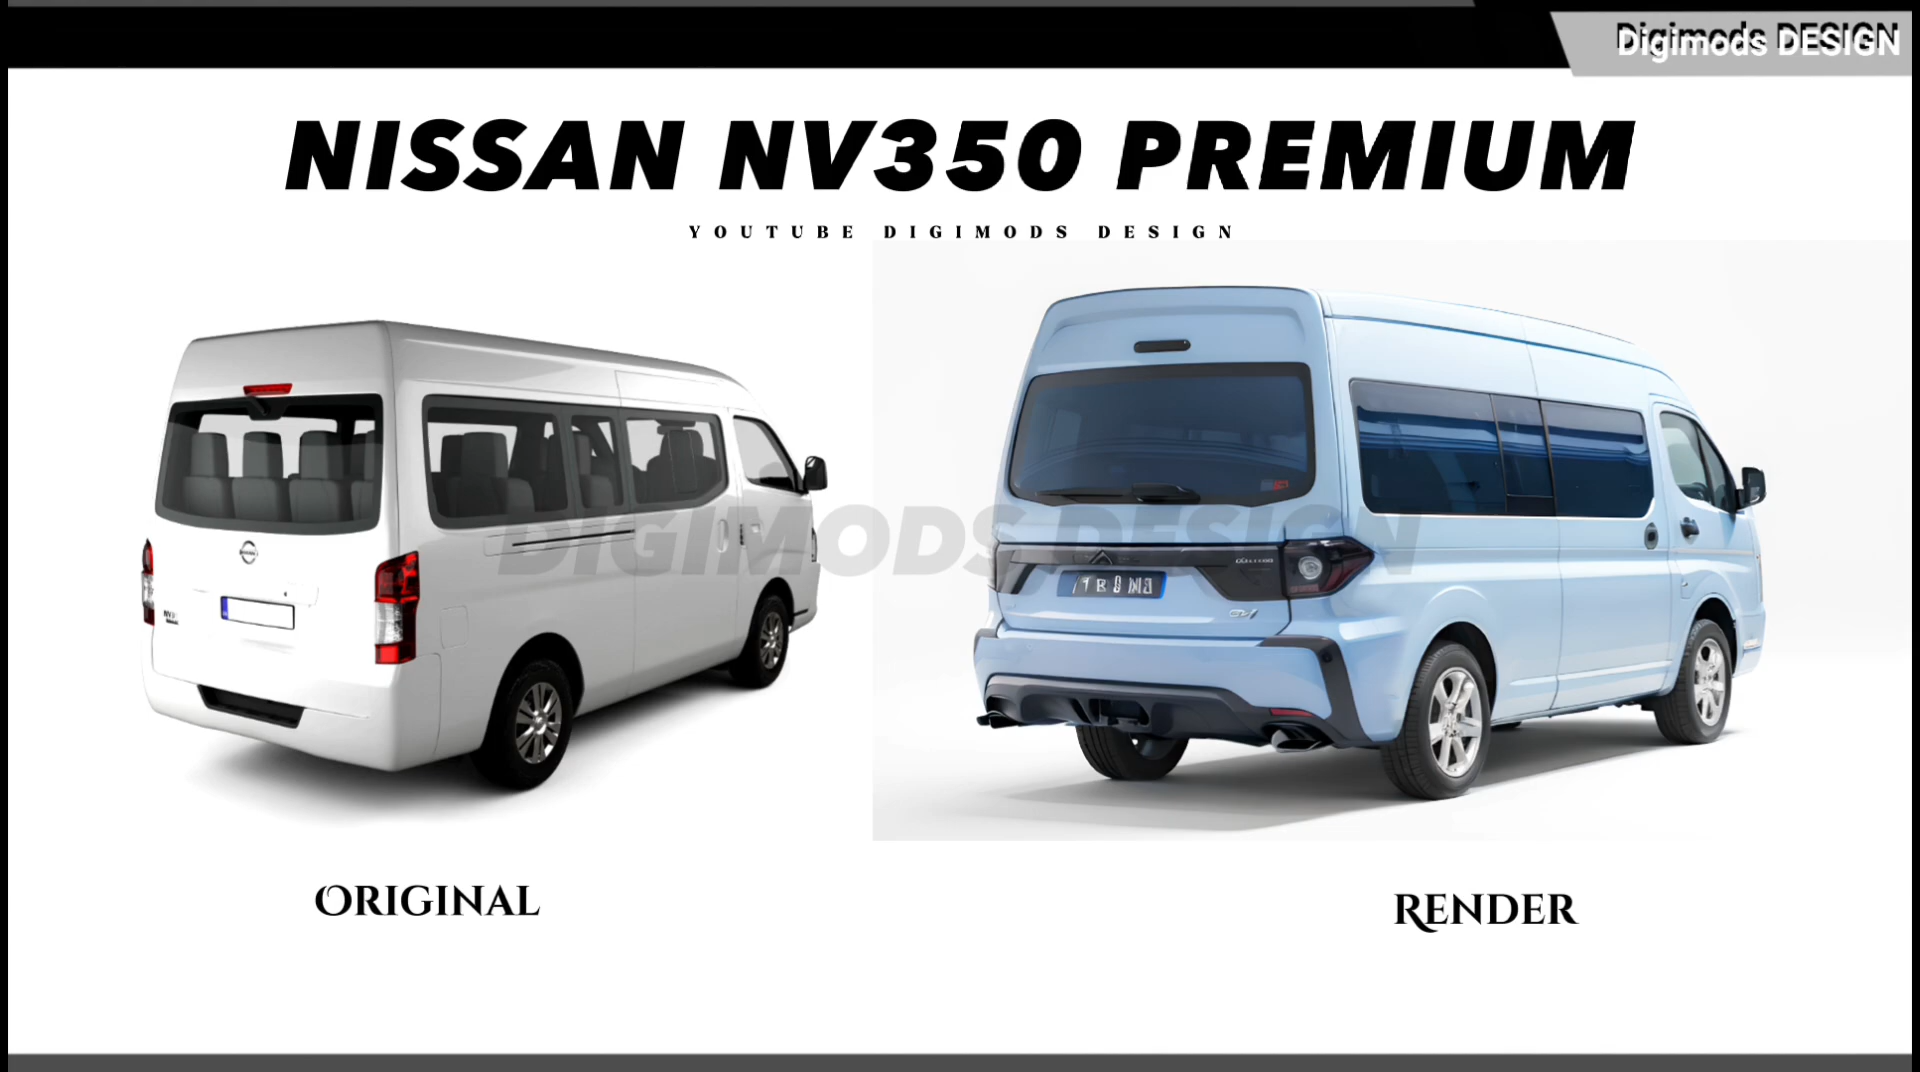 Digimods DESIGN
NISSAN NV350 PREMIUM
YOUTUBE DIGIMODS DESIGN
DIGIMODS DESIGN
ORIGINAL
RENDER